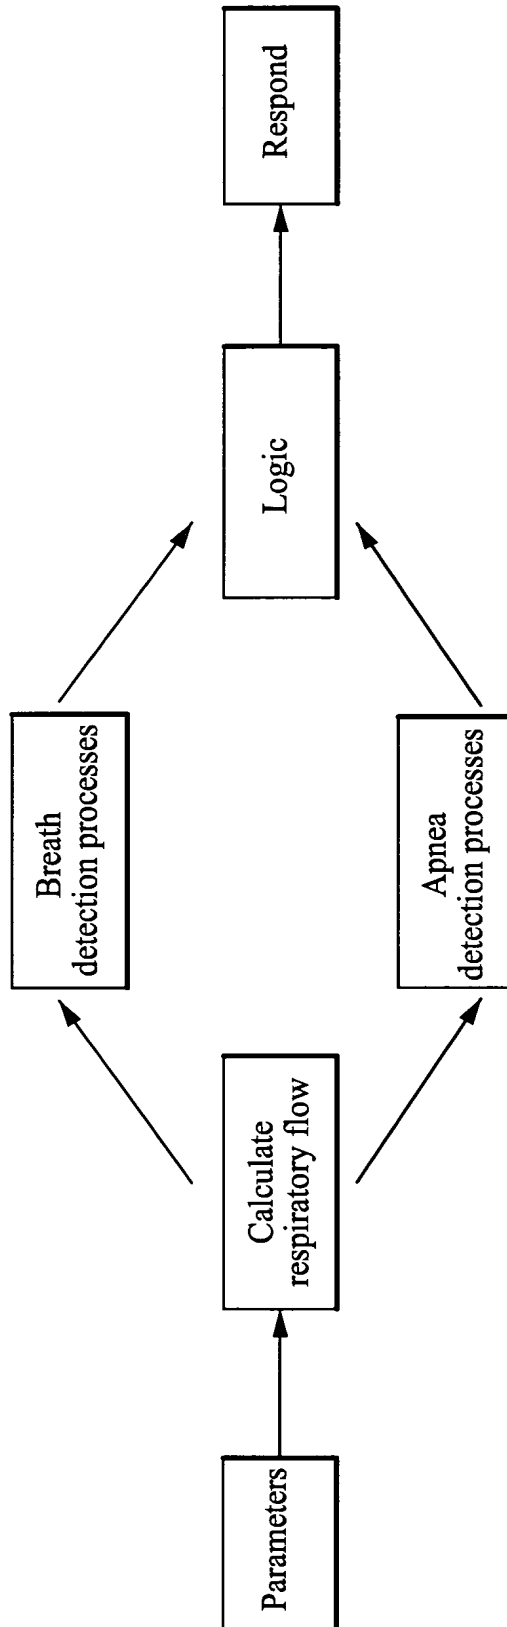 Parameters
Calculate
respiratory flow
Breath
detection processes
Apnea
detection processes
Logic
Respond